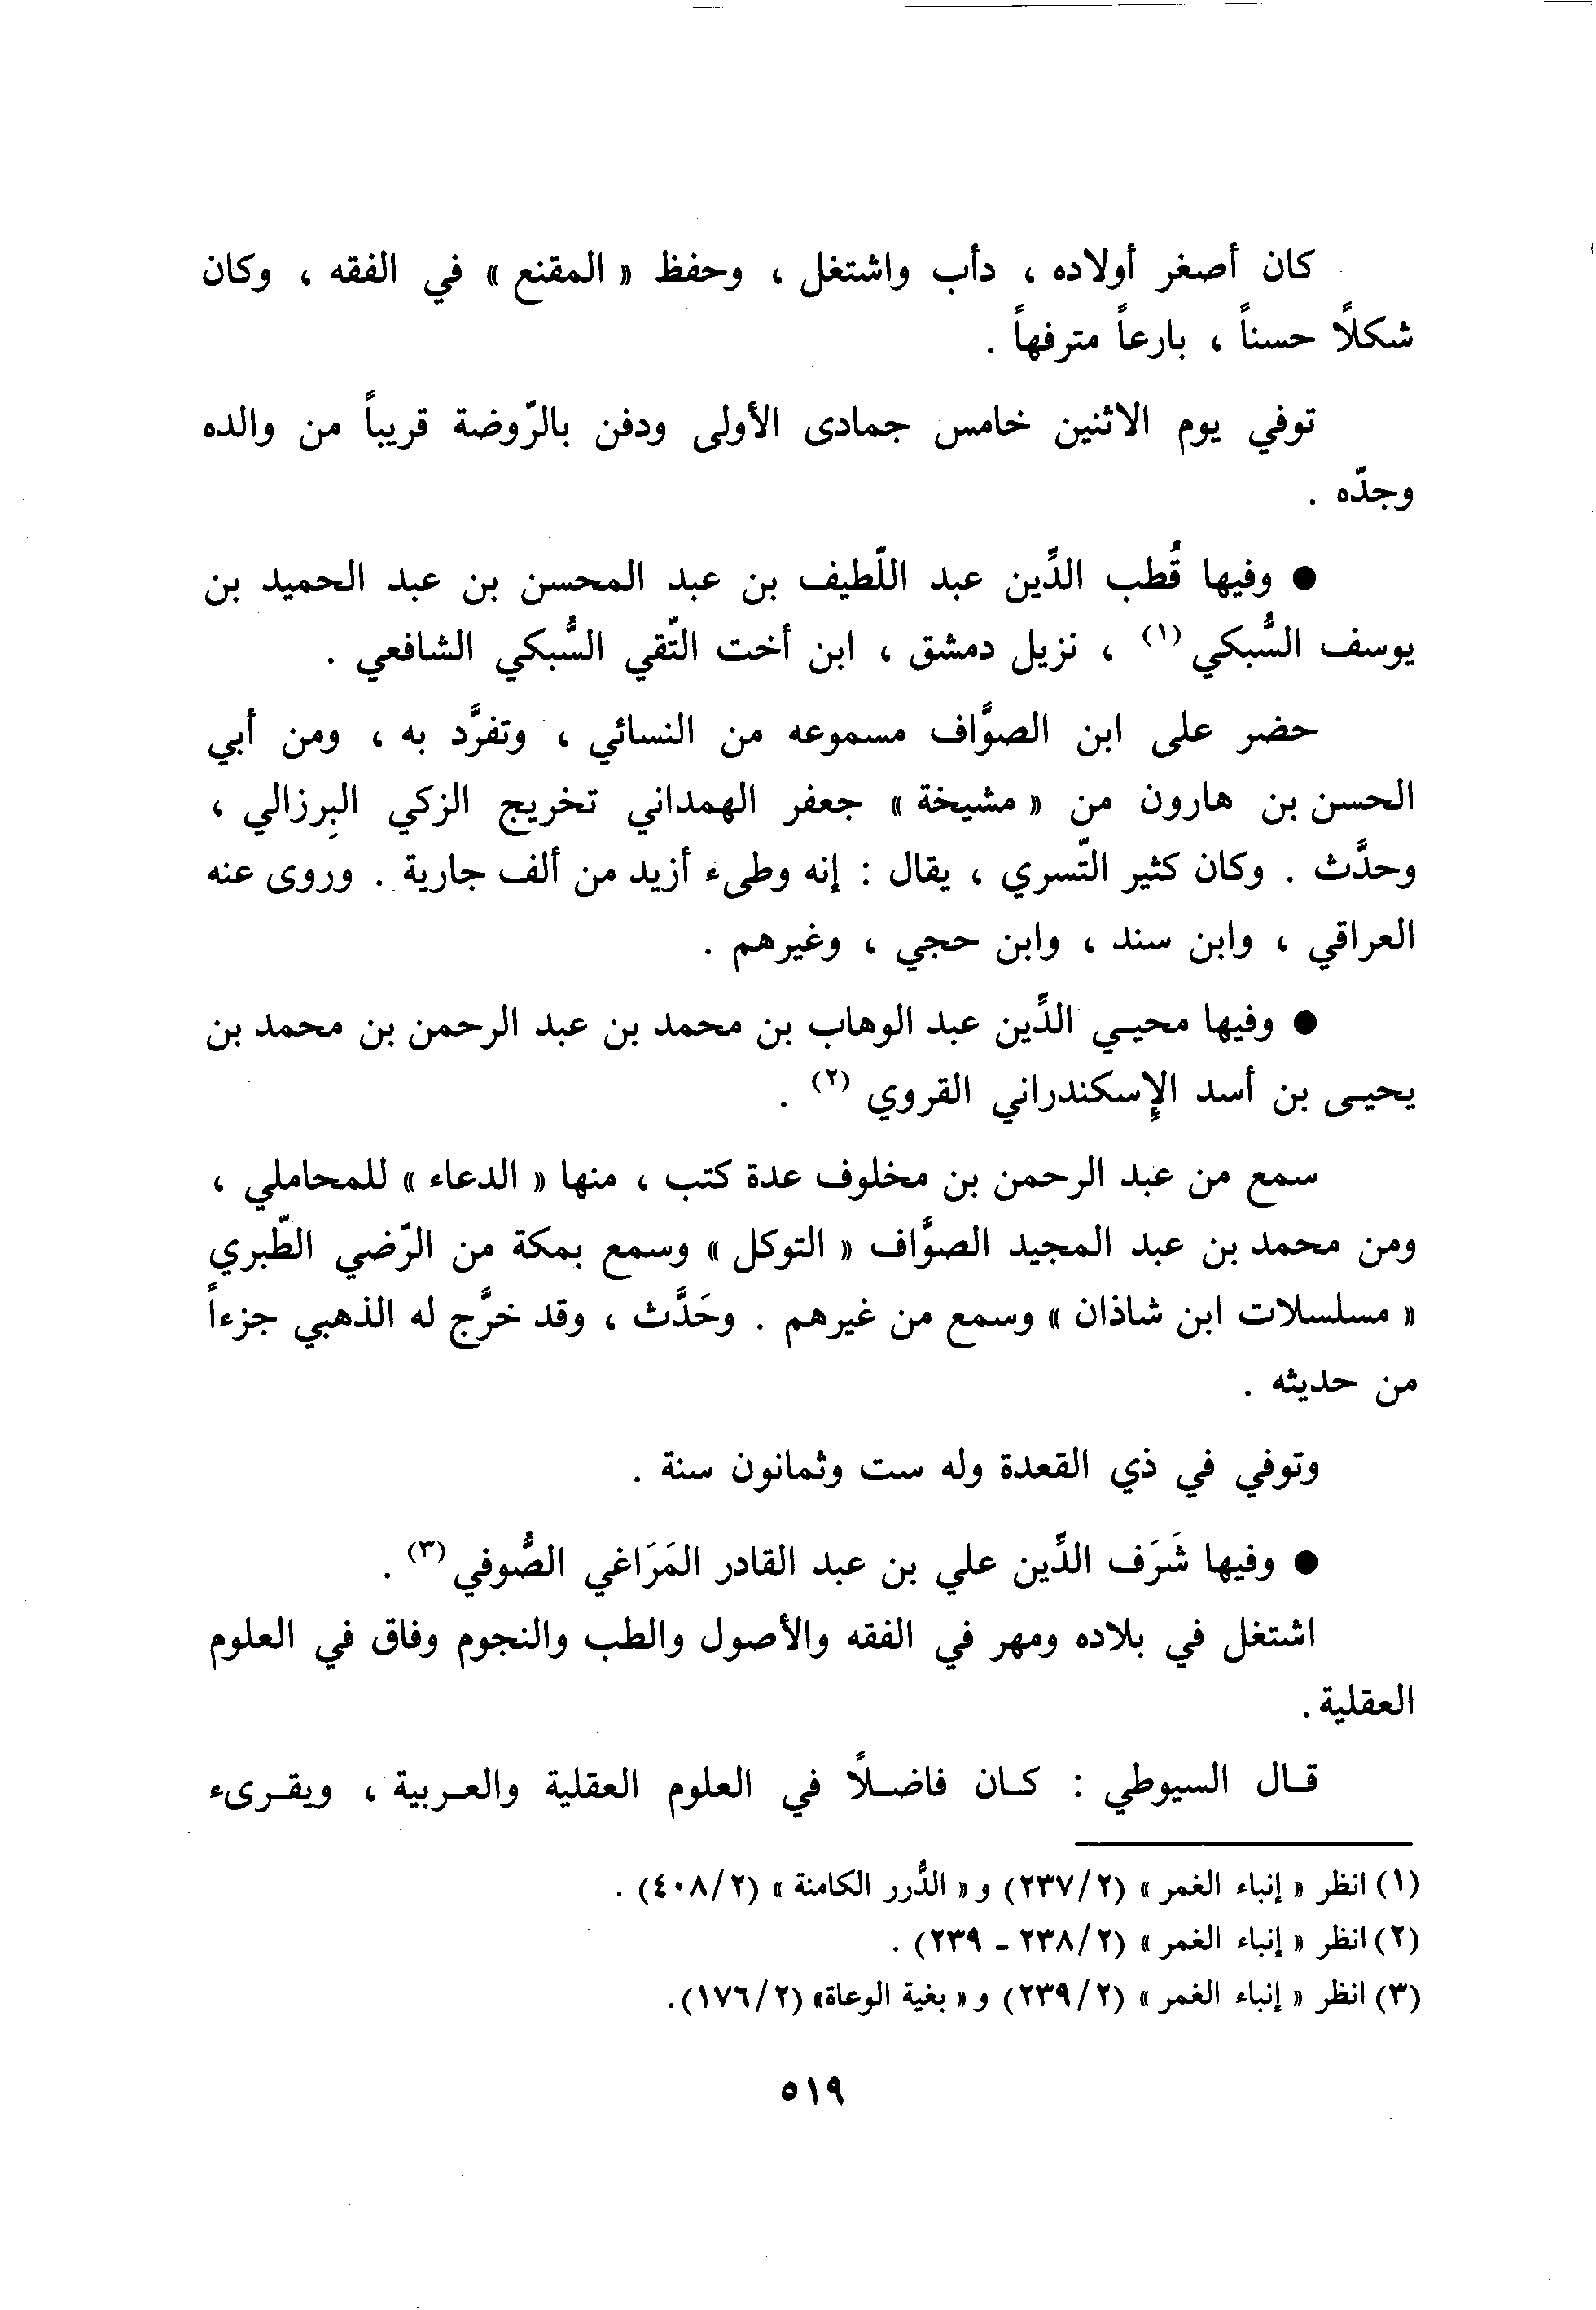 كان أصغر أولاده ، دأب واشتغل ، وحفظ « المقنع » في الفقه ، وكان
شكلًا حسناً ، بارعاً مترفهاً .
توفي يوم الاثنين خامس جمادى الأولى ودفن بالرّوضة قريباً من والده
وجدّه .
● وفيها قُطب الدِّين عبد اللّطيف بن عبد المحسن بن عبد الحميد بن
يوسف السُّبكي (١) ، نزيل دمشق ، ابن أخت التّقي السُّبكي الشافعي .
حضر على ابن الصوَّاف مسموعه من النسائي ، وتفرَّد به ، ومن أبي
الحسن بن هارون من « مشيخة » جعفر الهمداني تخريج الزكي البِرزالي ،
وحدَّث . وكان كثير التّسري ، يقال : إنه وطىء أزيد من ألف جارية . وروى عنه
العراقي ، وابن سند ، وابن حجي ، وغيرهم .
● وفيها محيـي الدِّين عبد الوهاب بن محمد بن عبد الرحمن بن محمد بن
يحيـى بن أسد الإسكندراني القروي (٢) .
سمع من عبد الرحمن بن مخلوف عدة كتب ، منها « الدعاء » للمحاملي ،
ومن محمد بن عبد المجيد الصوَّاف « التوكل » وسمع بمكة من الرّضي الطّبري
« مسلسلات ابن شاذان » وسمع من غيرهم . وحَدَّث ، وقد خرَّج له الذهبي جزءاً
من حديثه .
وتوفي في ذي القعدة وله ست وثمانون سنة .
● وفيها شَرَف الدِّين علي بن عبد القادر المَرَاغي الصُّوفي (٣) .
اشتغل في بلاده ومهر في الفقه والأصول والطب والنجوم وفاق في العلوم
العقلية .
قـال السيوطي : كـان فاضـلًا في العلوم العقلية والعـربية ، ويقـرىء
(١) انظر « إنباء الغمر » (٢/ ٢٣٧) و « الدُّرر الكامنة » (٢/ ٤٠٨) .
(٢) انظر « إنباء الغمر » (٢/ ٢٣٨ - ٢٣٩) .
(٣) انظر « إنباء الغمر » (٢/ ٢٣٩) و « بغية الوعاة» (٢/ ١٧٦) .
٥١٩